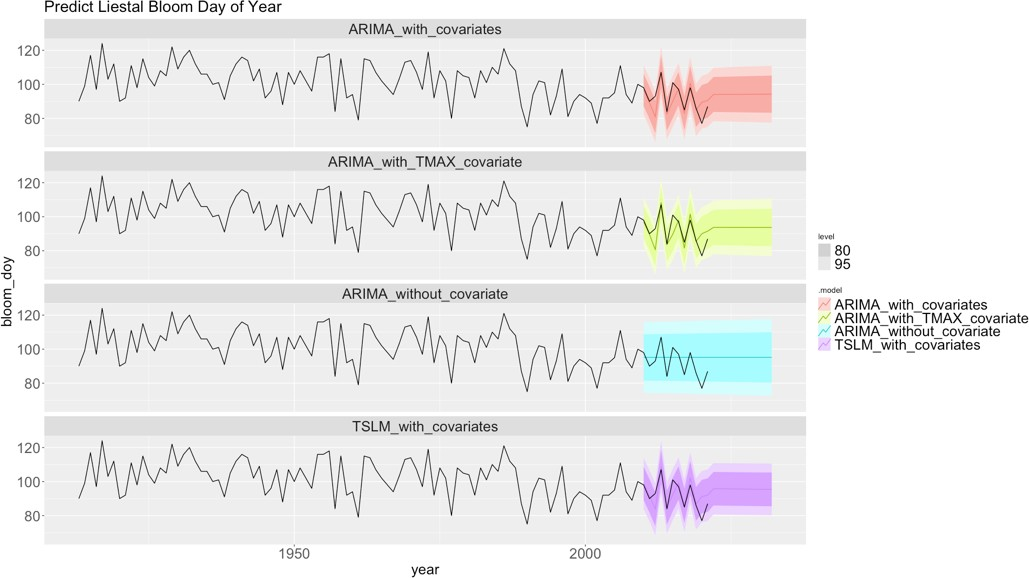 Predict Liestal Bloom Day of Year
ARIMA_with_covariates
120
100
80
ARIMA_with_TMAX_covariate
120
100
80
ARIMA_without_covariate
120
100
80
TSLM_with_covariates
120
100
80
1950
2000
year
bloom_doy
level
80
95
.model
ARIMA_with_covariates
ARIMA_with_TMAX_covariate
ARIMA_without_covariate
TSLM_with_covariates